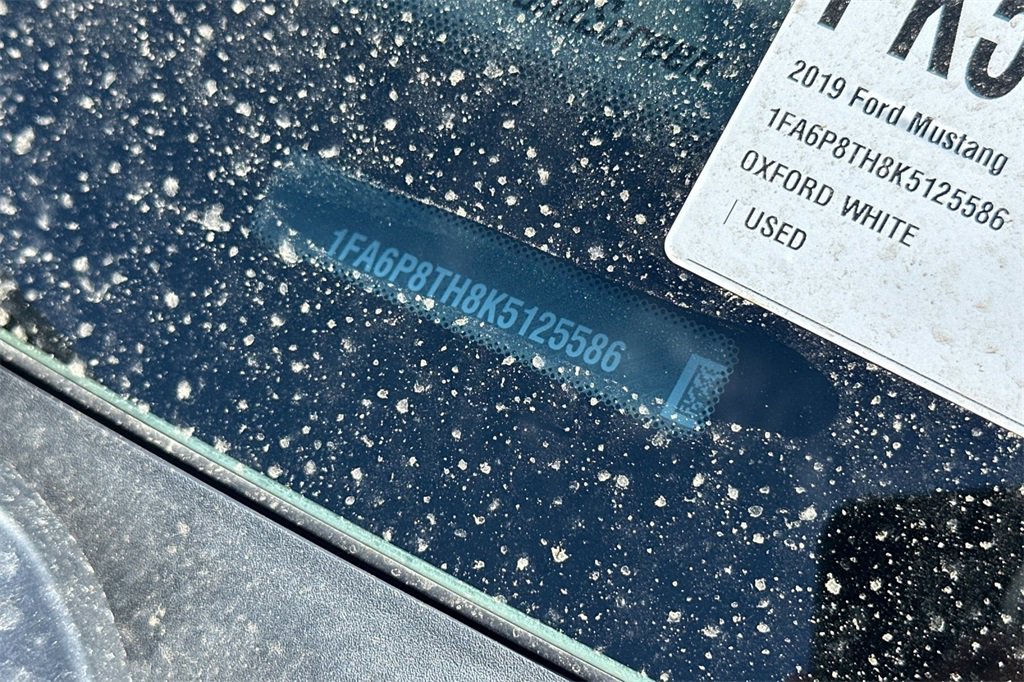 2019 Ford Mustang
1FA6P8TH8K5125586
OXFORD WHITE
| USED
1FA6P8TH8K5125586